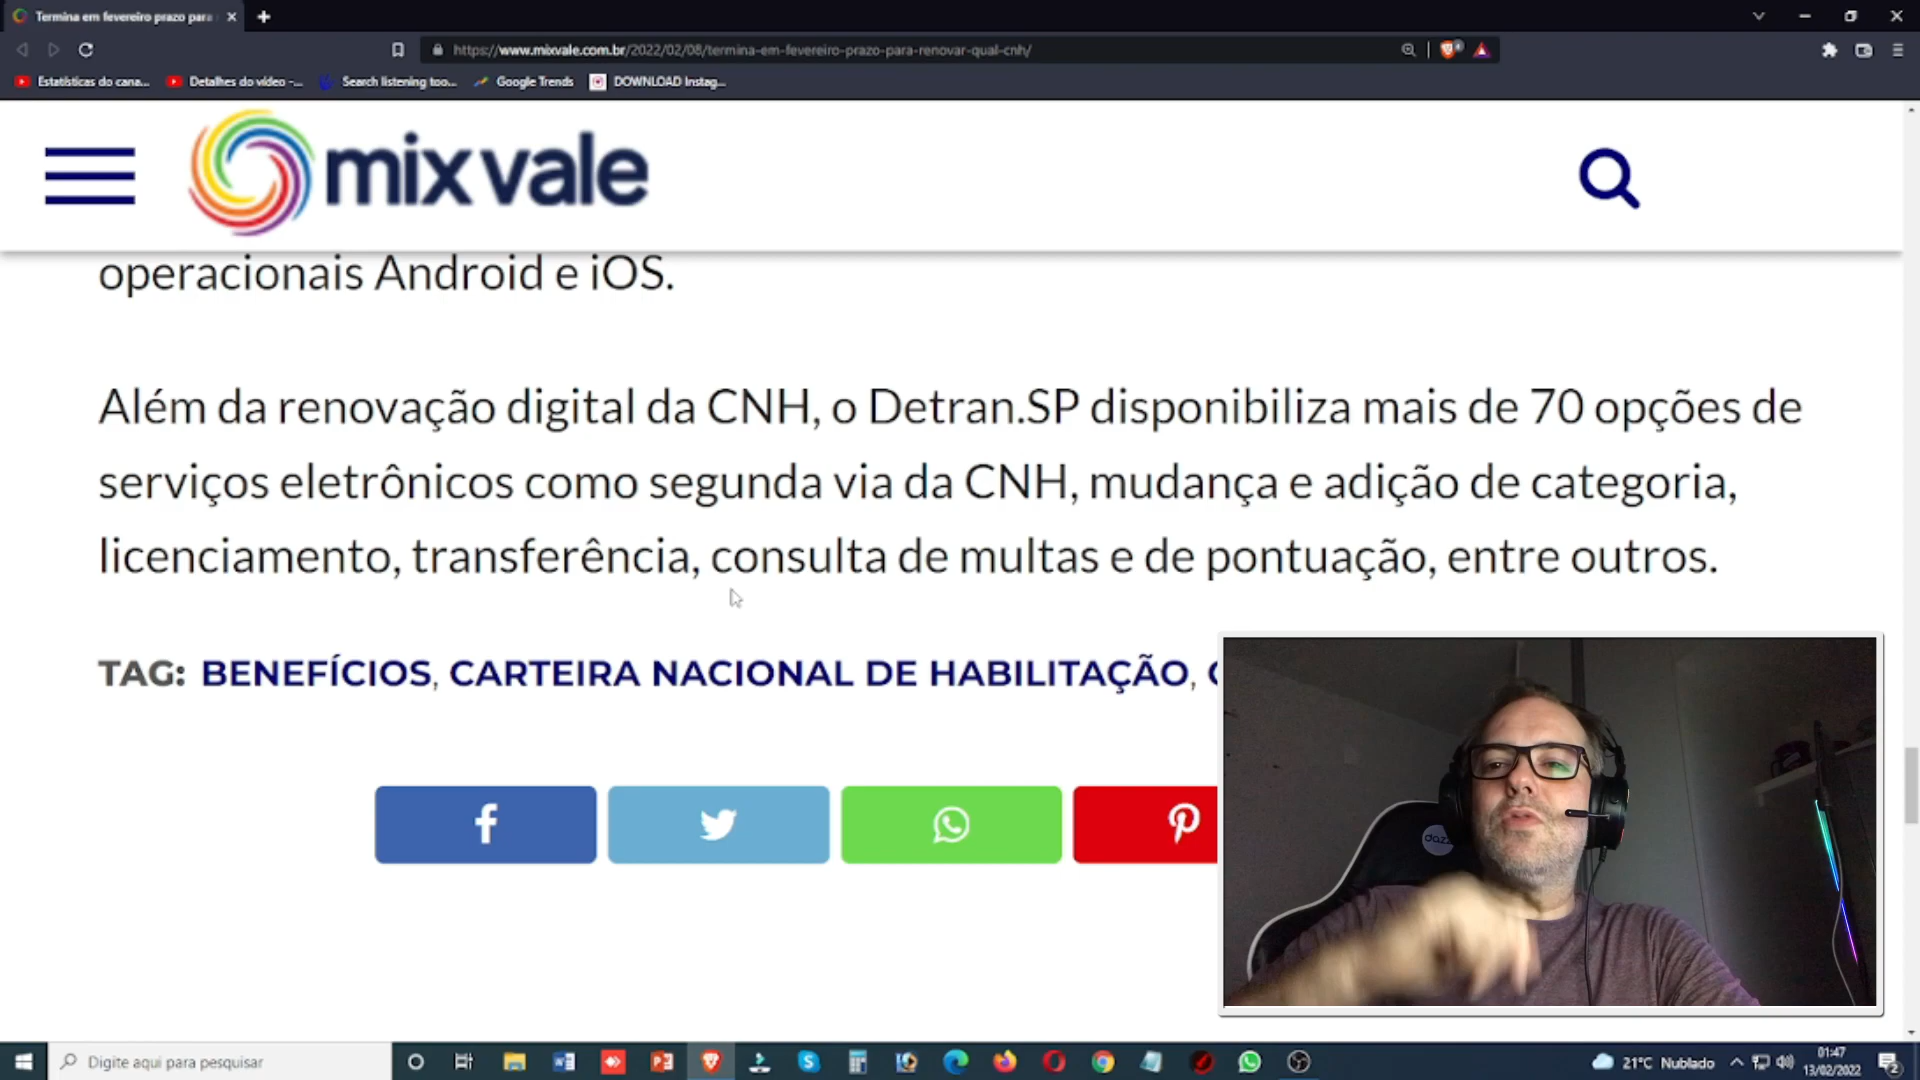 Termina em fevereiro prazo para
https://www.mixvale.com.br/2022/02/08/termina-em-fevereiro-prazo-para-renovar-qual-cnh/
Estatísticas do cana...
Detalhes do vídeo -...
Search listening too...
Google Trends
DOWNLOAD Instag...
mix vale
operacionais Android e iOS.
Além da renovação digital da CNH, o Detran.SP disponibiliza mais de 70 opções de
serviços eletrônicos como segunda via da CNH, mudança e adição de categoria,
licenciamento, transferência, consulta de multas e de pontuação, entre outros.
TAG: BENEFÍCIOS, CARTEIRA NACIONAL DE HABILITAÇÃO,
Digite aqui para pesquisar
21°C Nublado
01:47
13/02/2022
2